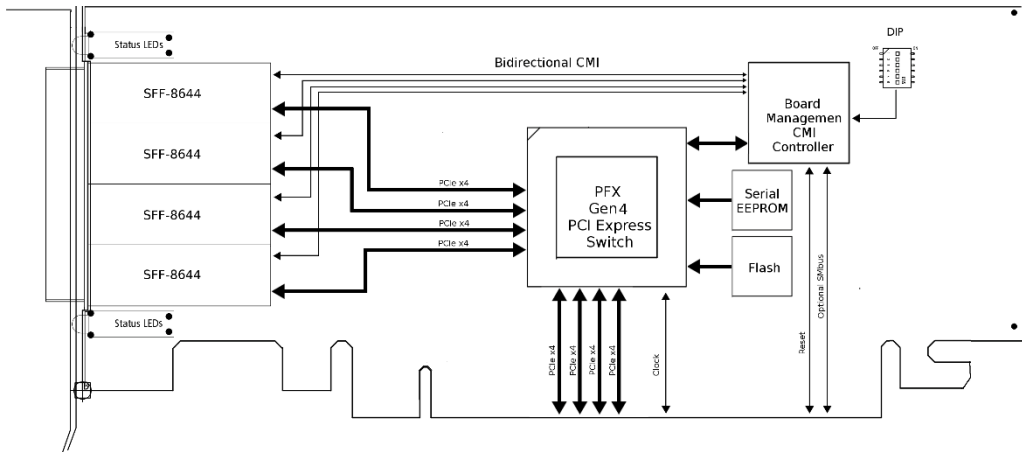 Status LEDs
SFF-8644
SFF-8644
SFF-8644
SFF-8644
Status LEDs
Bidirectional CMI
PCIe x4
PCIe x4
PCIe x4
PCIe x4
PFX
Gen4
PCI Express
Switch
DIP
Board
Managemen
CMI
Controller
Serial
EEPROM
Flash
PCIe x4
PCIe x4
PCIe x4
PCIe x4
Clock
Reset
Optional SMbus